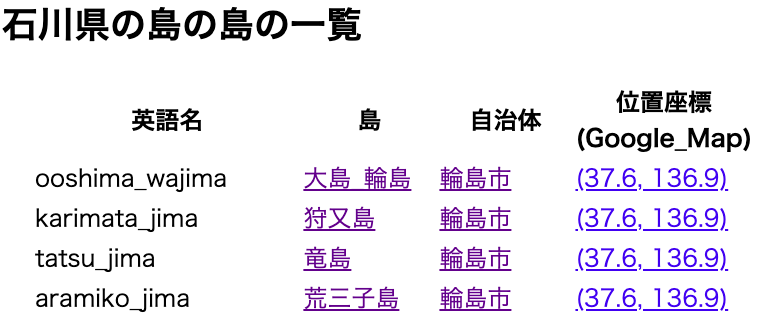 石川県の島の島の一覧
英語名 島 自治体 位置座標
(Google_Map)
ooshima_wajima 大島_輪島 輪島市 (37.6, 136.9)
karimata_jima 狩又島 輪島市 (37.6, 136.9)
tatsu_jima 竜島 輪島市 (37.6, 136.9)
aramiko_jima 荒三子島 輪島市 (37.6, 136.9)